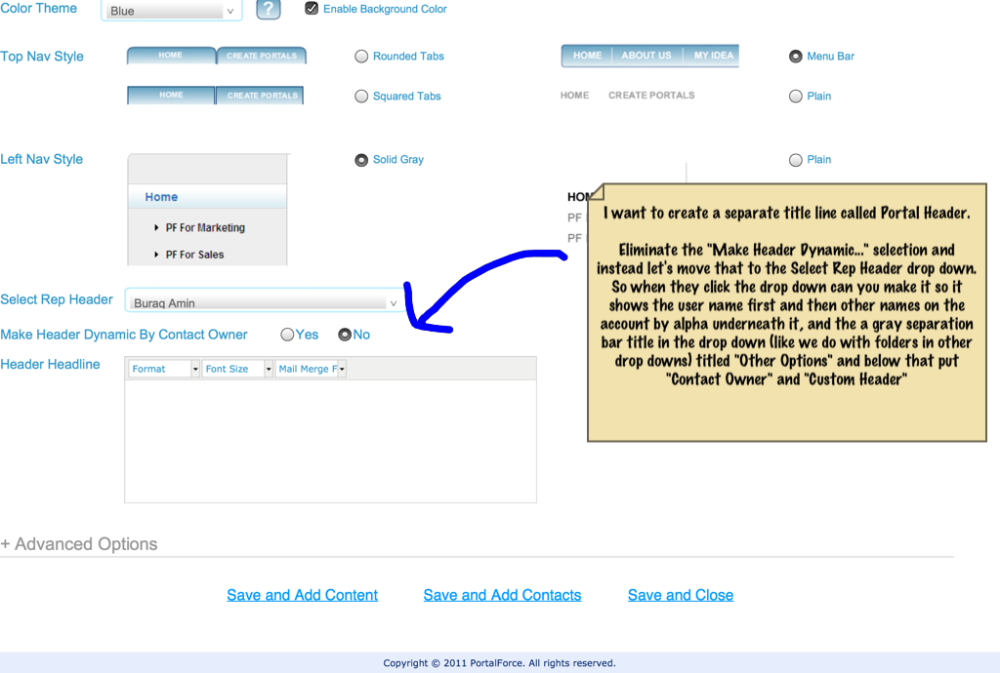 Color Theme
Blue
?
Enable Background Color
Top Nav Style
HOME
CREATE PORTALS
Rounded Tabs
HOME ABOUT US MY IDEA
Menu Bar
HOME
CREATE PORTALS
Squared Tabs
HOME CREATE PORTALS
Plain
Left Nav Style
Solid Gray
Plain
Home
PF For Marketing
PF For Sales
PF
PF
I want to create a separate title line called Portal Header.
Eliminate the "Make Header Dynamic..." selection and
instead let's move that to the Select Rep Header drop down.
So when they click the drop down can you make it so it
shows the user name first and then other names on the
account by alpha underneath it, and the a gray separation
bar title in the drop down (like we do with folders in other
drop downs) titled "Other Options" and below that put
"Contact Owner" and "Custom Header"
Select Rep Header
Buraq Amin
Make Header Dynamic By Contact Owner
Yes
No
Header Headline
Format
Font Size
Mail Merge F
+ Advanced Options
Save and Add Content
Save and Add Contacts
Save and Close
Copyright © 2011 PortalForce. All rights reserved.